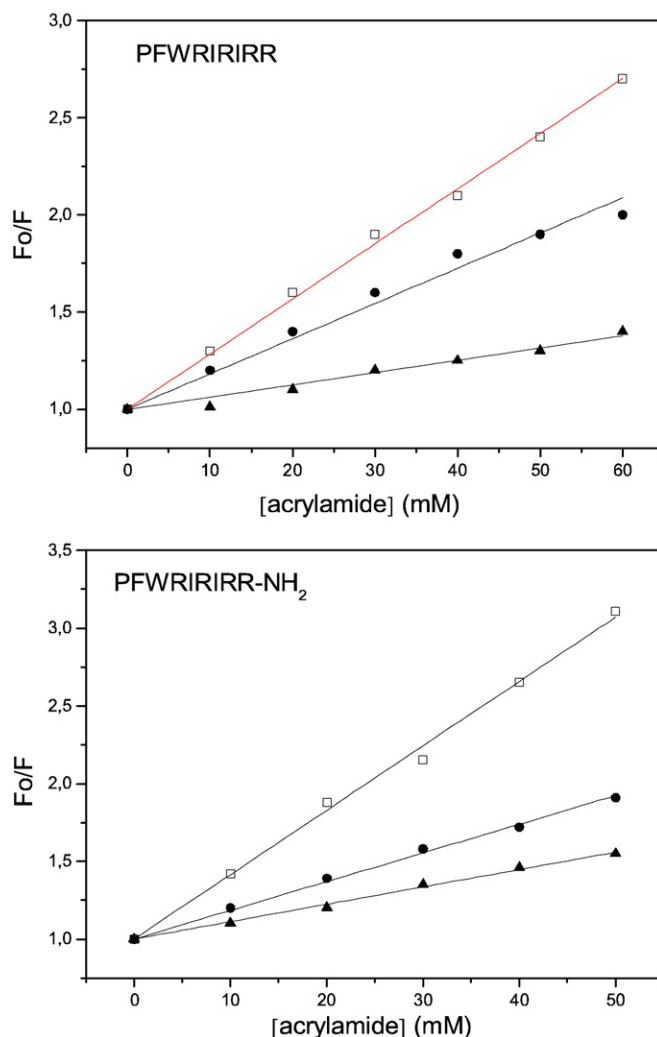 3,0
PFWRIRIRR
2,5
2,0
1,5
1,0
Fo/F
0 10 20 30 40 50 60
[acrylamide] (mM)
3,5
PFWRIRIRR-NH₂
3,0
2,5
2,0
1,5
1,0
Fo/F
0 10 20 30 40 50
[acrylamide] (mM)